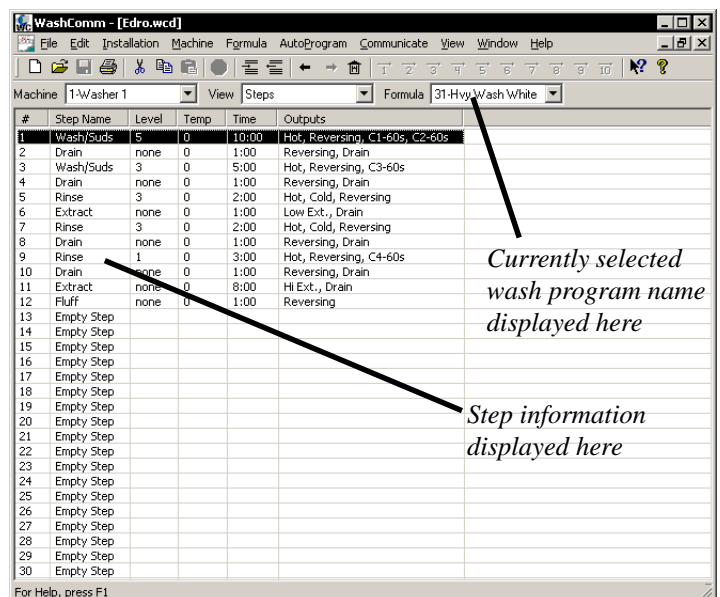 WashComm - [Edro.wcd]
File Edit Installation Machine Formula AutoProgram Communicate View Window Help
1 2 3 4 5 6 7 8 9 10
Machine 1-Washer 1 View Steps Formula 31-Hvy Wash White
# Step Name Level Temp Time Outputs
1 Wash/Suds 5 0 10:00 Hot, Reversing, C1-60s, C2-60s
2 Drain none 0 1:00 Reversing, Drain
3 Wash/Suds 3 0 5:00 Hot, Reversing, C3-60s
4 Drain none 0 1:00 Reversing, Drain
5 Rinse 3 0 2:00 Hot, Cold, Reversing
6 Extract none 0 1:00 Low Ext., Drain
7 Rinse 3 0 2:00 Hot, Cold, Reversing
8 Drain none 0 1:00 Reversing, Drain
9 Rinse 1 0 3:00 Hot, Reversing, C4-60s
10 Drain none 0 1:00 Reversing, Drain
11 Extract none 0 8:00 Hi Ext., Drain
12 Fluff none 0 1:00 Reversing
13 Empty Step
14 Empty Step
15 Empty Step
16 Empty Step
17 Empty Step
18 Empty Step
19 Empty Step
20 Empty Step
21 Empty Step
22 Empty Step
23 Empty Step
24 Empty Step
25 Empty Step
26 Empty Step
27 Empty Step
28 Empty Step
29 Empty Step
30 Empty Step
Currently selected
wash program name
displayed here
Step information
displayed here
For Help, press F1